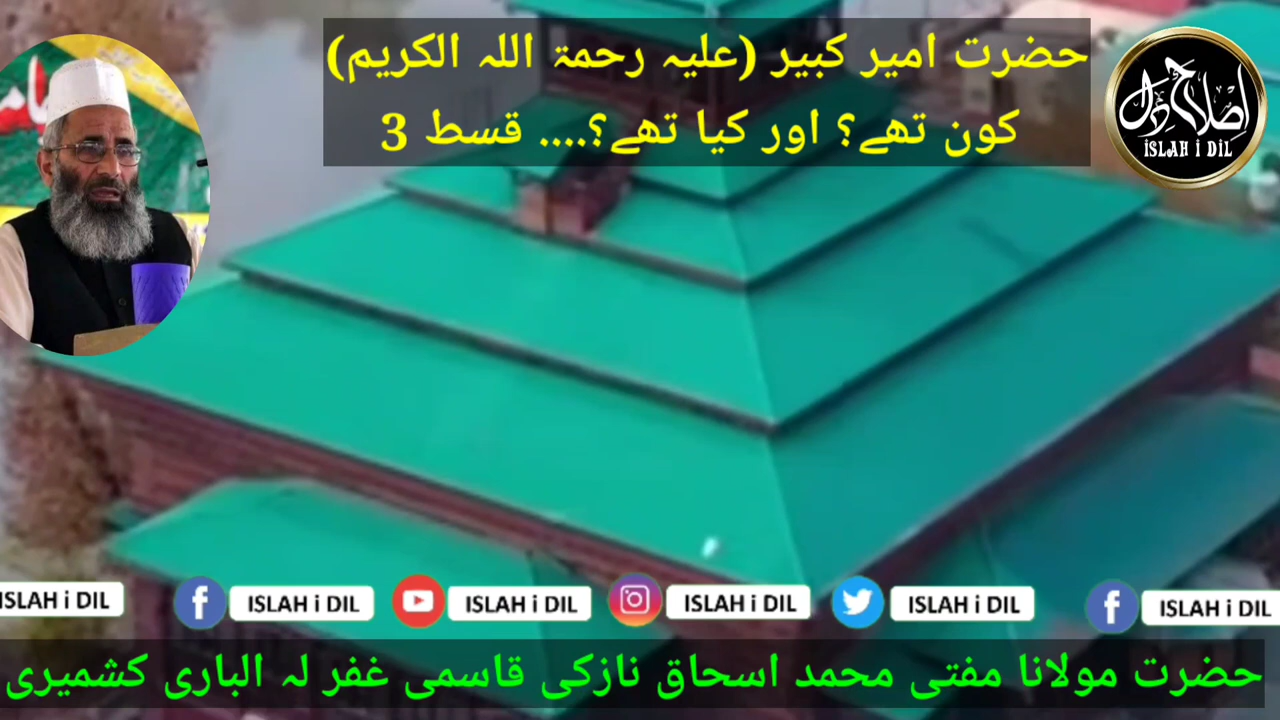 حضرت امیر کبیر (علیہ رحمۃ اللہ الکریم)
کون تھے؟ اور کیا تھے؟.... قسط 3
اصلاح دل
ISLAH i DIL
ISLAH i DIL
ISLAH i DIL
ISLAH i DIL
ISLAH i DIL
ISLAH i DIL
ISLAH i DIL
حضرت مولانا مفتی محمد اسحاق نازکی قاسمی غفر لہ الباری کشمیری